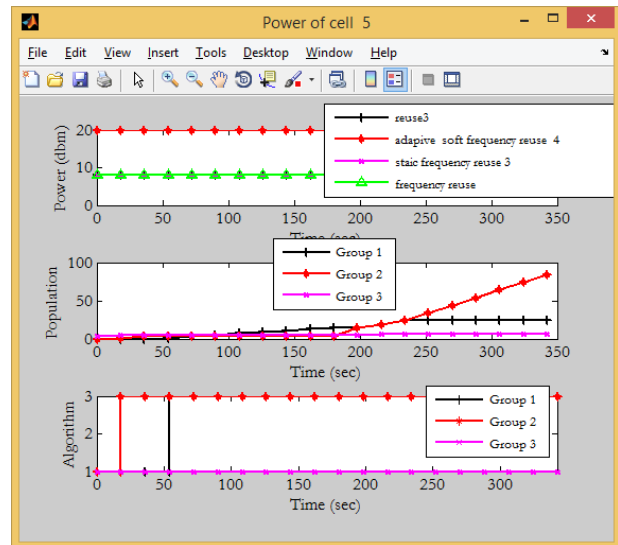 Power of cell 5
File Edit View Insert Tools Desktop Window Help
Power (dbm)
20
10
0
0 50 100 150 200 250 300 350
Time (sec)
reuse3
adapive soft frequency reuse 4
staic frequency reuse 3
frequency reuse
Population
100
50
0
0 50 100 150 200 250 300 350
Time (sec)
Group 1
Group 2
Group 3
Algorithm
3
2
1
0 50 100 150 200 250 300
Time (sec)
Group 1
Group 2
Group 3